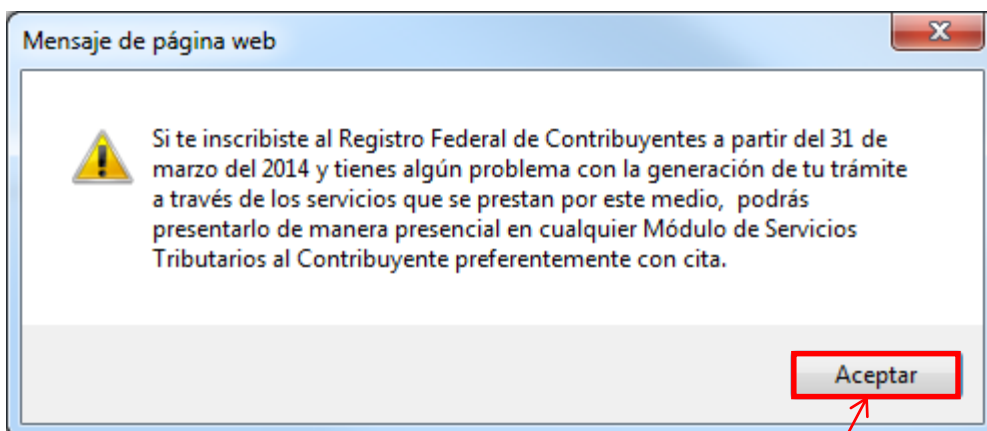 Mensaje de página web
Si te inscribiste al Registro Federal de Contribuyentes a partir del 31 de
marzo del 2014 y tienes algún problema con la generación de tu trámite
a través de los servicios que se prestan por este medio, podrás
presentarlo de manera presencial en cualquier Módulo de Servicios
Tributarios al Contribuyente preferentemente con cita.
Aceptar